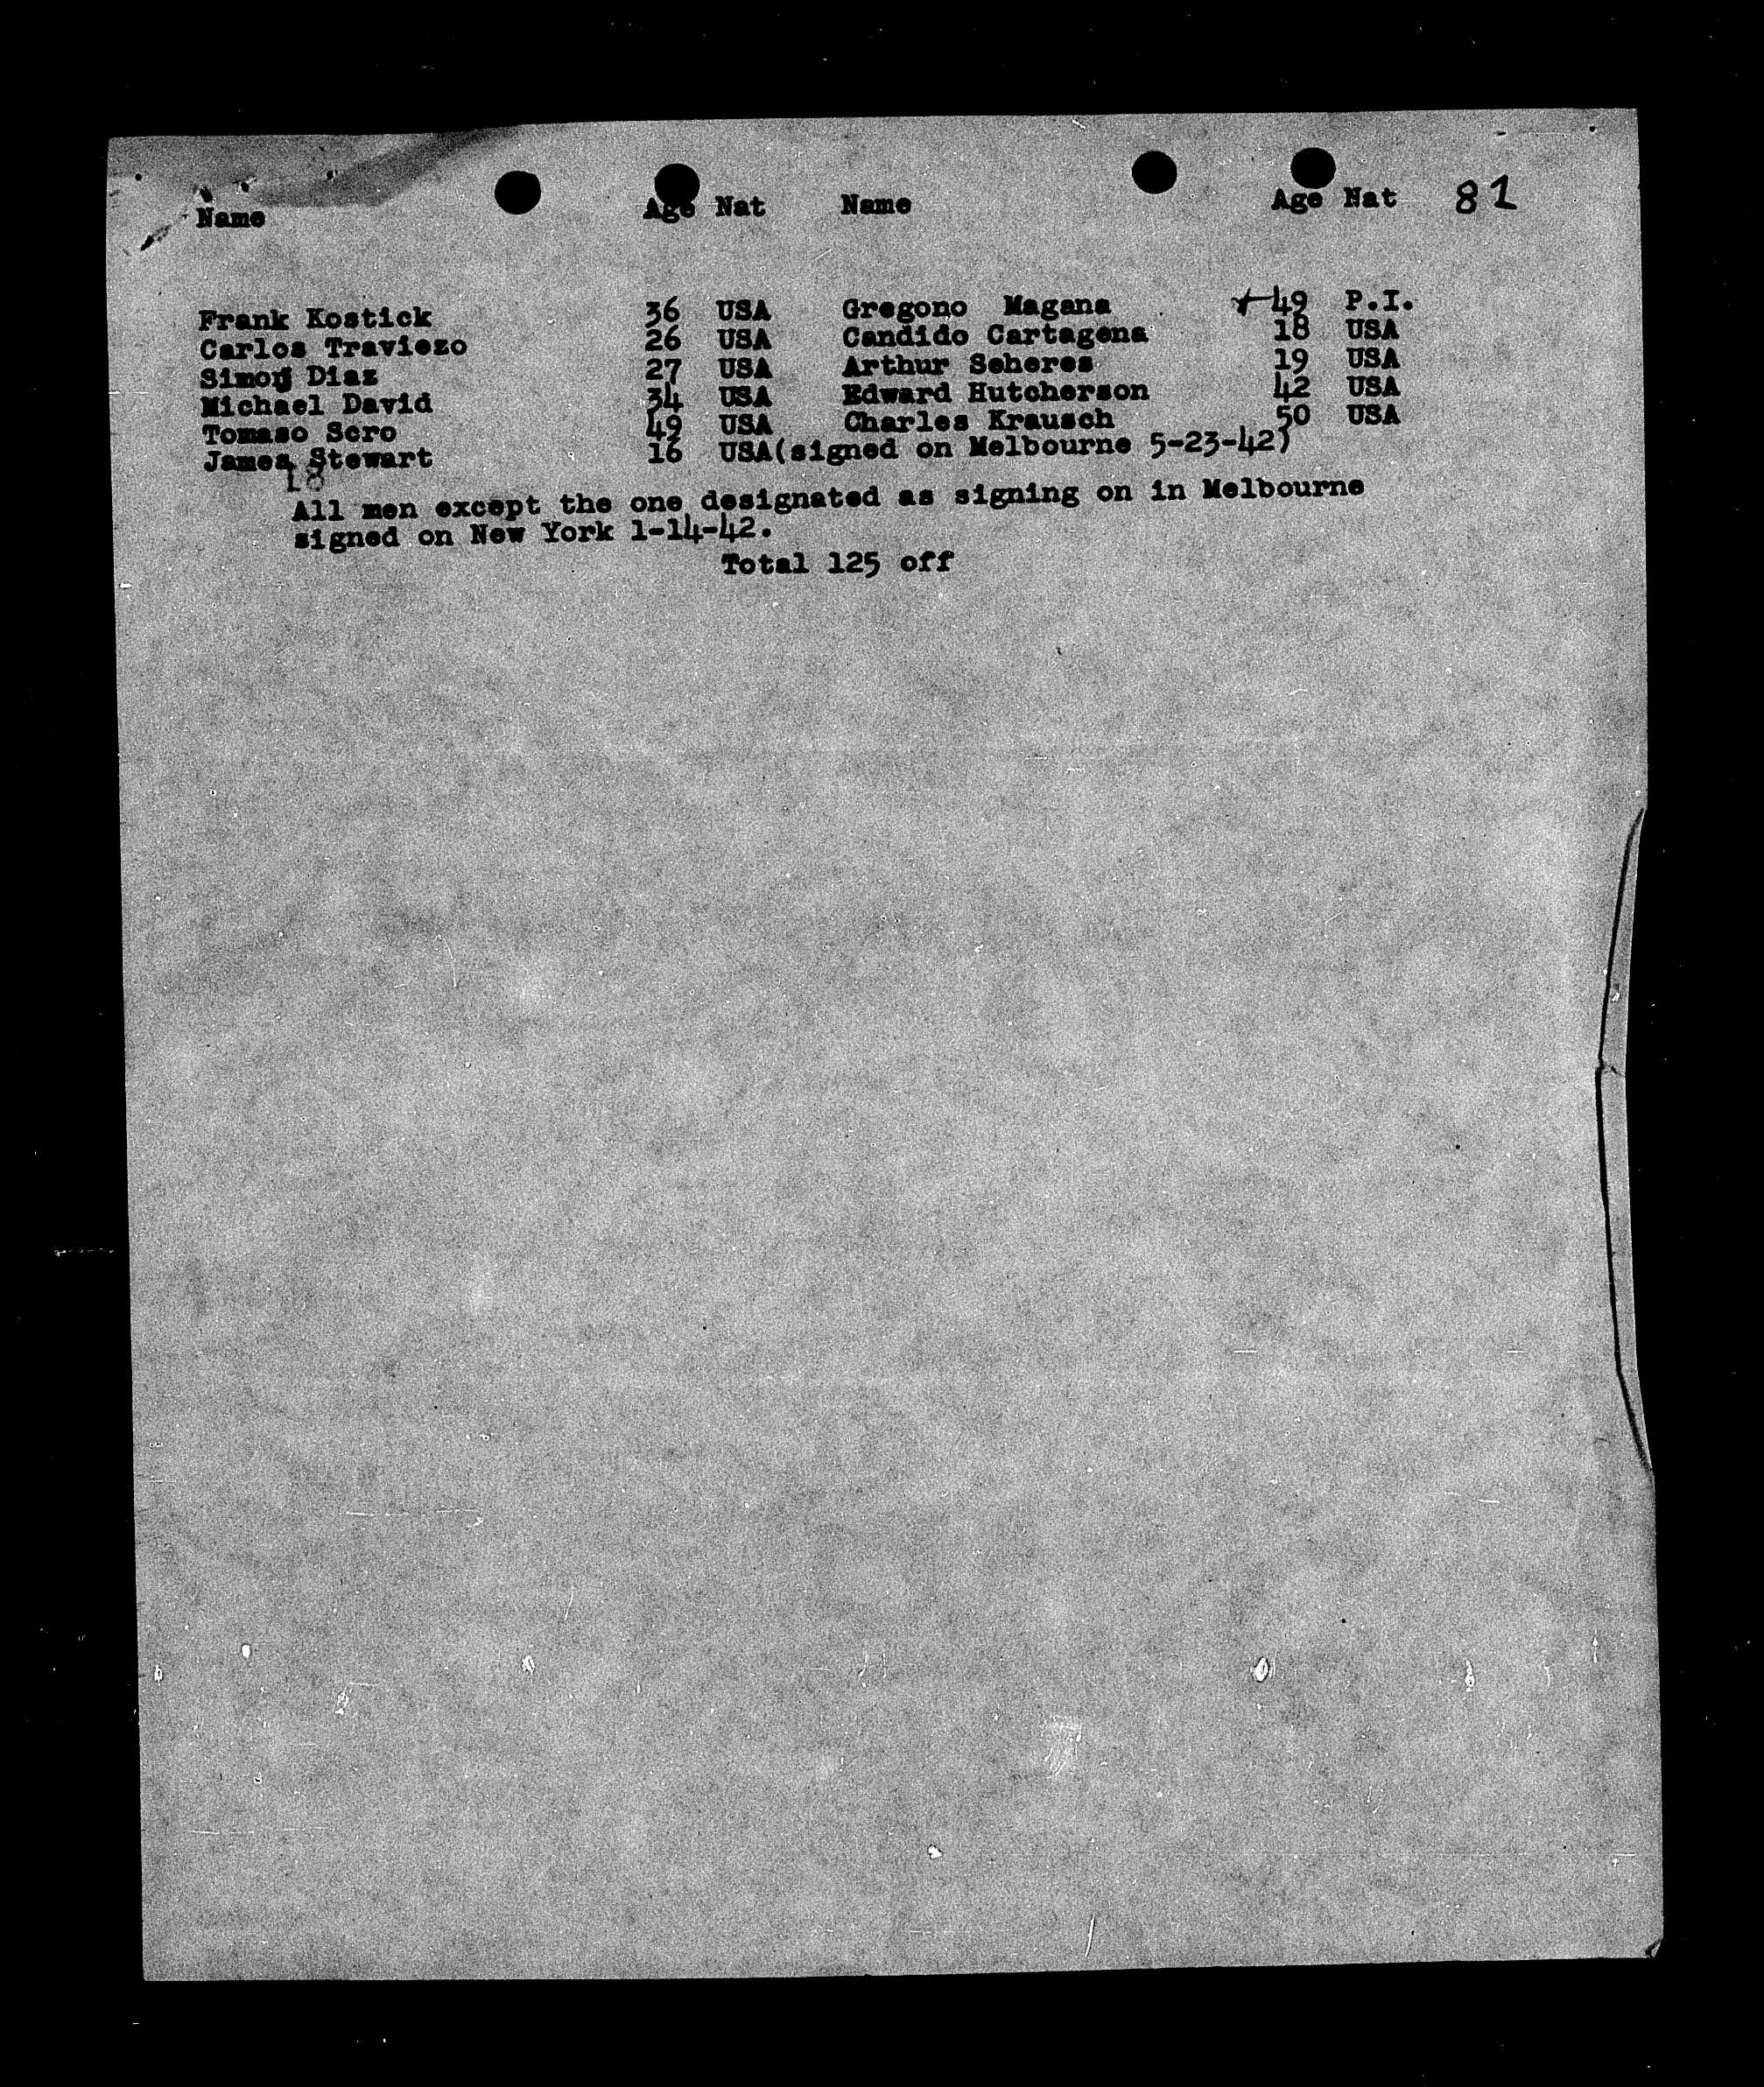 Name Age Nat Name Age Nat 81
Frank Kostick 36 USA Gregono Magana 49 P.I.
Carlos Traviezo 26 USA Candido Cartagena 18 USA
Simon Diaz 27 USA Arthur Seheres 19 USA
Michael David 34 USA Edward Hutcherson 42 USA
Tomaso Sero 49 USA Charles Krausch 50 USA
James Stewart 16 USA(signed on Melbourne 5-23-42)
18
All men except the one designated as signing on in Melbourne
signed on New York 1-14-42.
Total 125 off